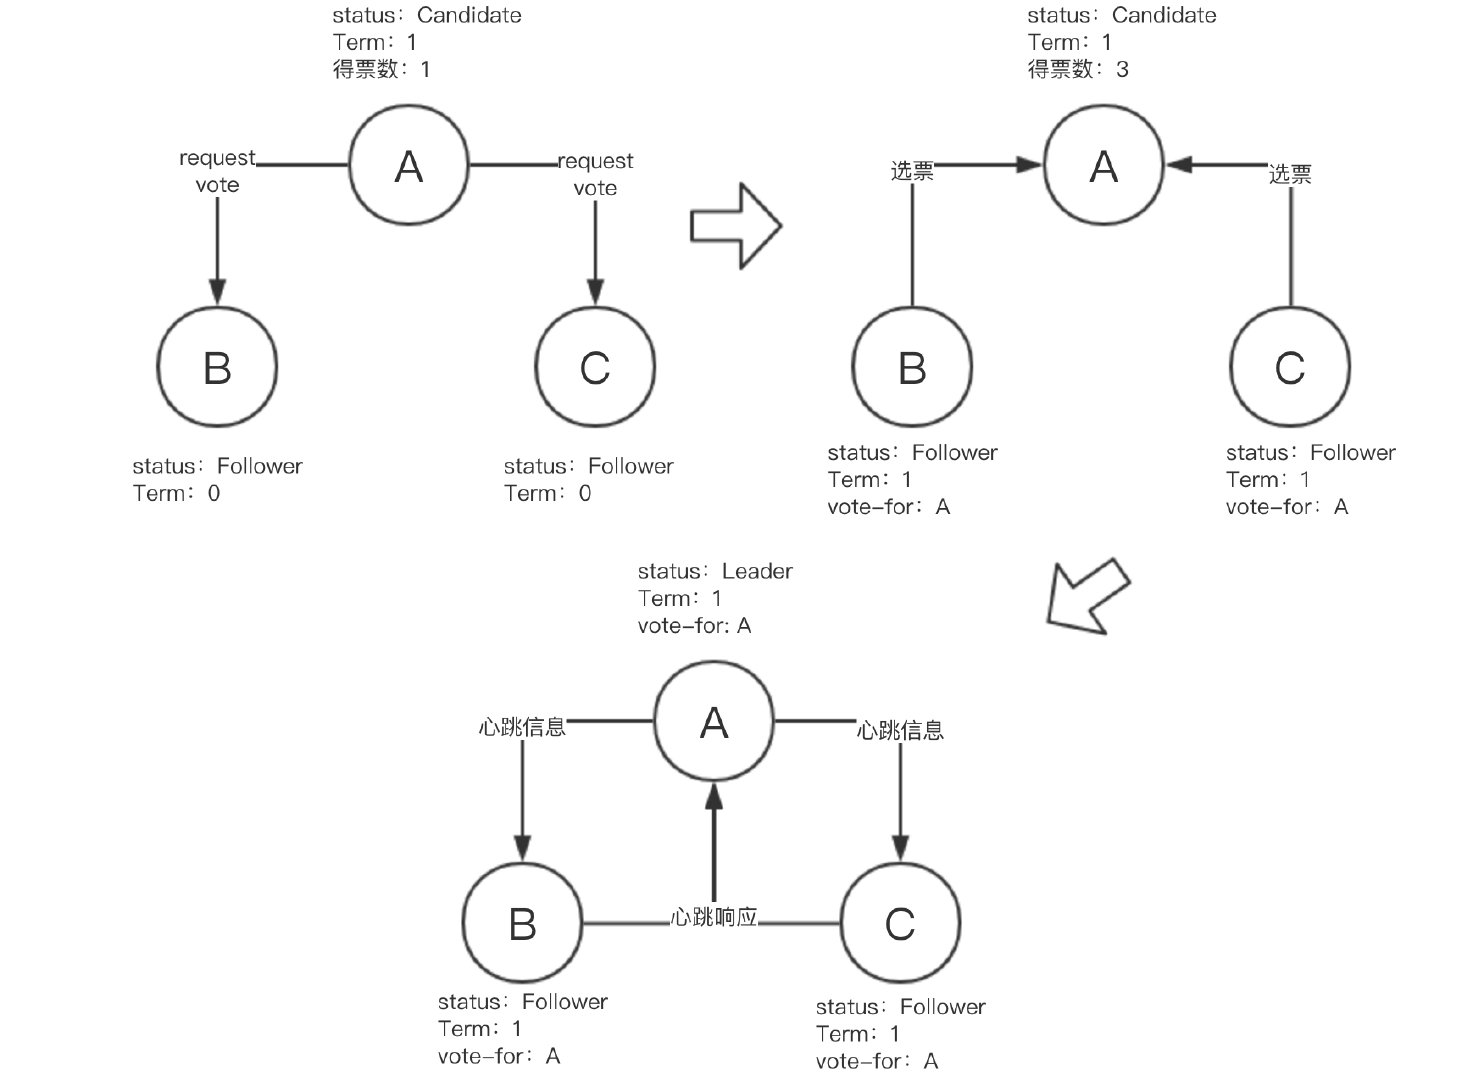 status：Candidate
Term：1
得票数：1
A
request
vote
request
vote
B
C
status：Follower
Term：0
status：Follower
Term：0
status：Candidate
Term：1
得票数：3
A
选票
选票
B
C
status：Follower
Term：1
vote-for：A
status：Follower
Term：1
vote-for：A
status：Leader
Term：1
vote-for: A
A
心跳信息
心跳信息
B
心跳响应
C
status：Follower
Term：1
vote-for：A
status：Follower
Term：1
vote-for：A